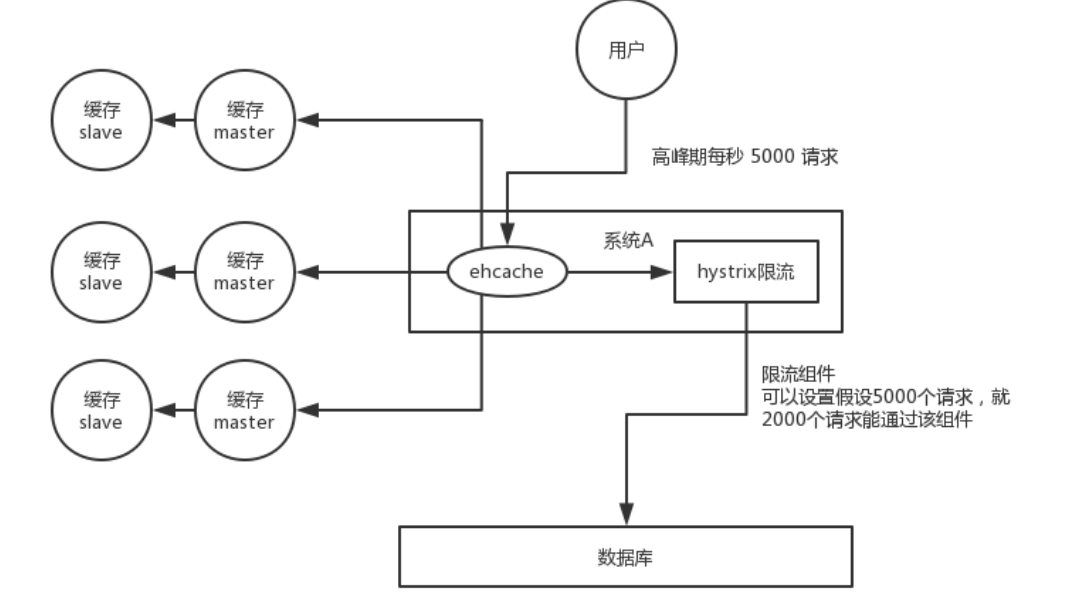 用户
高峰期每秒 5000 请求
缓存
slave
缓存
master
系统A
ehcache
hystrix限流
缓存
slave
缓存
master
限流组件
可以设置假设5000个请求，就
2000个请求能通过该组件
缓存
slave
缓存
master
数据库